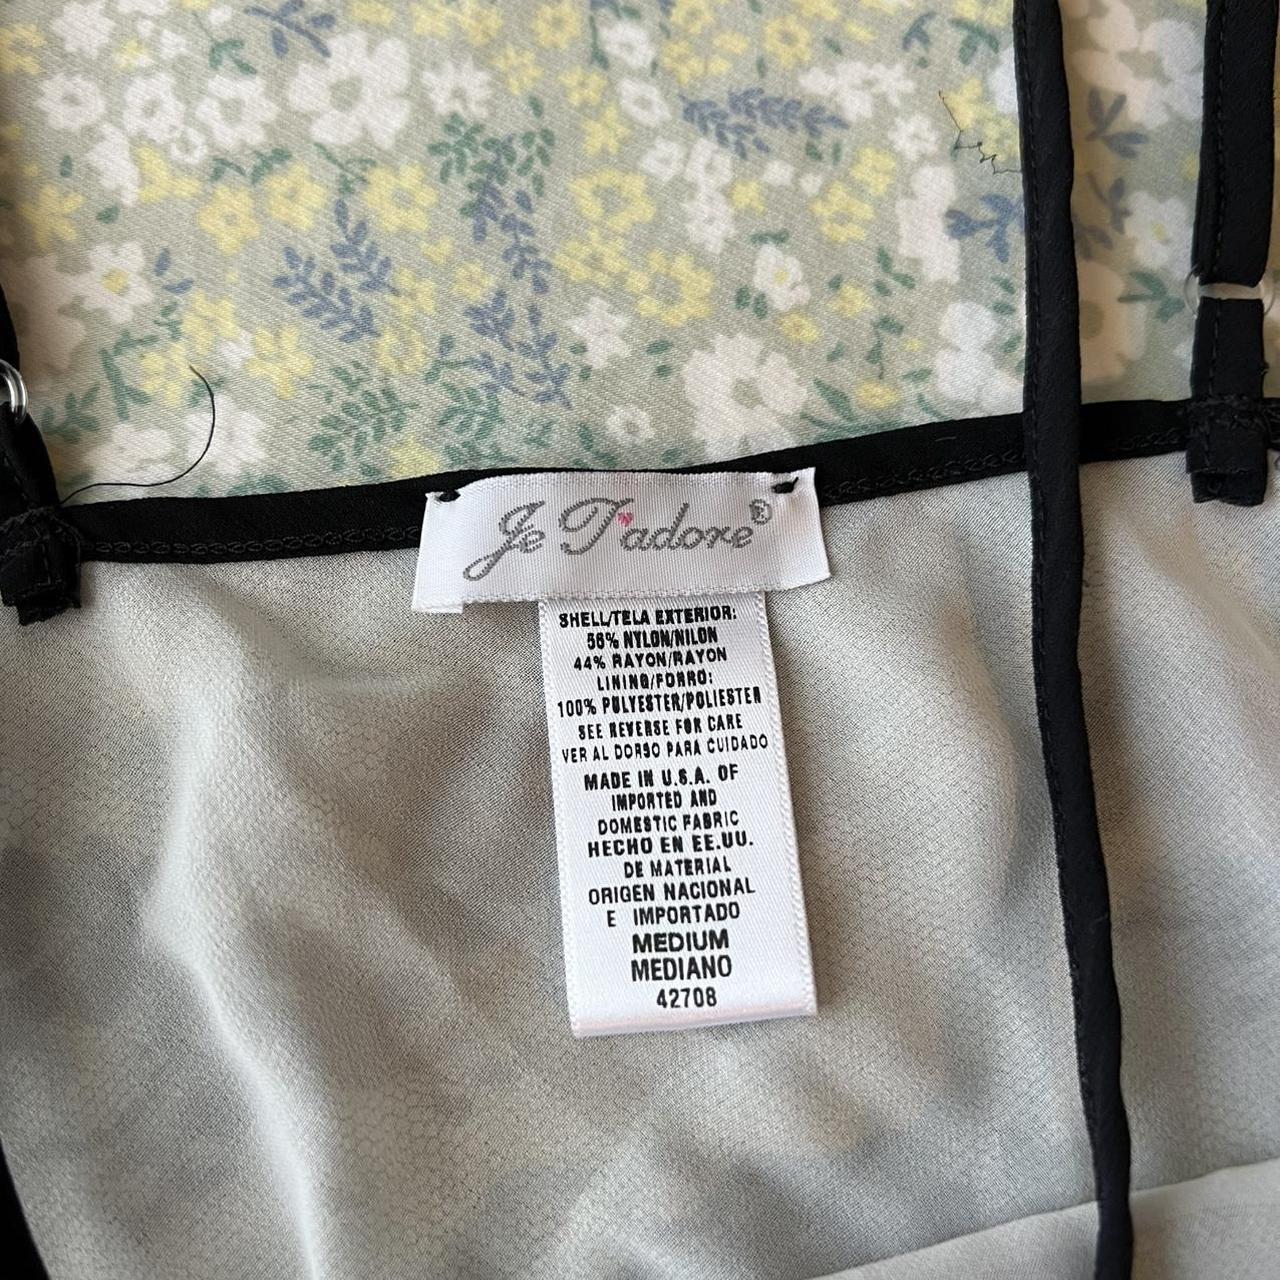 Je T'adore®
SHELL/TELA EXTERIOR:
56% NYLON/NILON
44% RAYON/RAYON
LINING/FORRO:
100% POLYESTER/POLIESTER
SEE REVERSE FOR CARE
VER AL DORSO PARA CUIDADO
MADE IN U.S.A. OF
IMPORTED AND
DOMESTIC FABRIC
HECHO EN EE.UU.
DE MATERIAL
ORIGEN NACIONAL
E IMPORTADO
MEDIUM
MEDIANO
42708